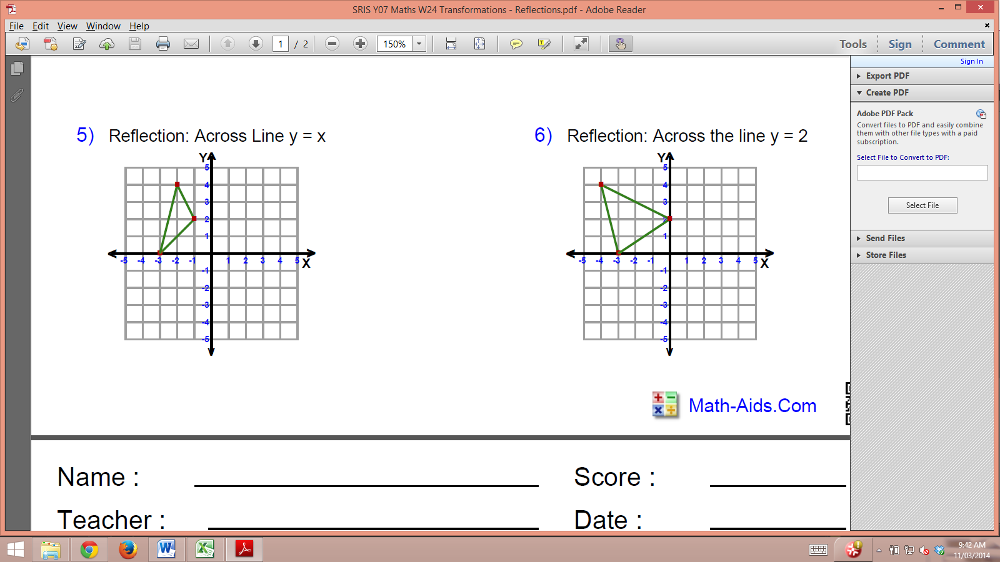 SRIS Y07 Maths W24 Transformations - Reflections.pdf - Adobe Reader
File Edit View Window Help
1 / 2 150% Tools Sign Comment
Sign In
Export PDF
Create PDF
Adobe PDF Pack
Convert files to PDF and easily combine
them with other file types with a paid
subscription.
Select File to Convert to PDF:
Select File
Send Files
Store Files
5) Reflection: Across Line y = x
Y
5
4
3
2
1
-5 -4 -3 -2 -1 1 2 3 4 5 X
-1
-2
-3
-4
-5
6) Reflection: Across the line y = 2
Y
5
4
3
2
1
-5 -4 -3 -2 -1 1 2 3 4 5 X
-1
-2
-3
-4
-5
Math-Aids.Com
Name : Score :
Teacher : Date :
9:42 AM
11/03/2014